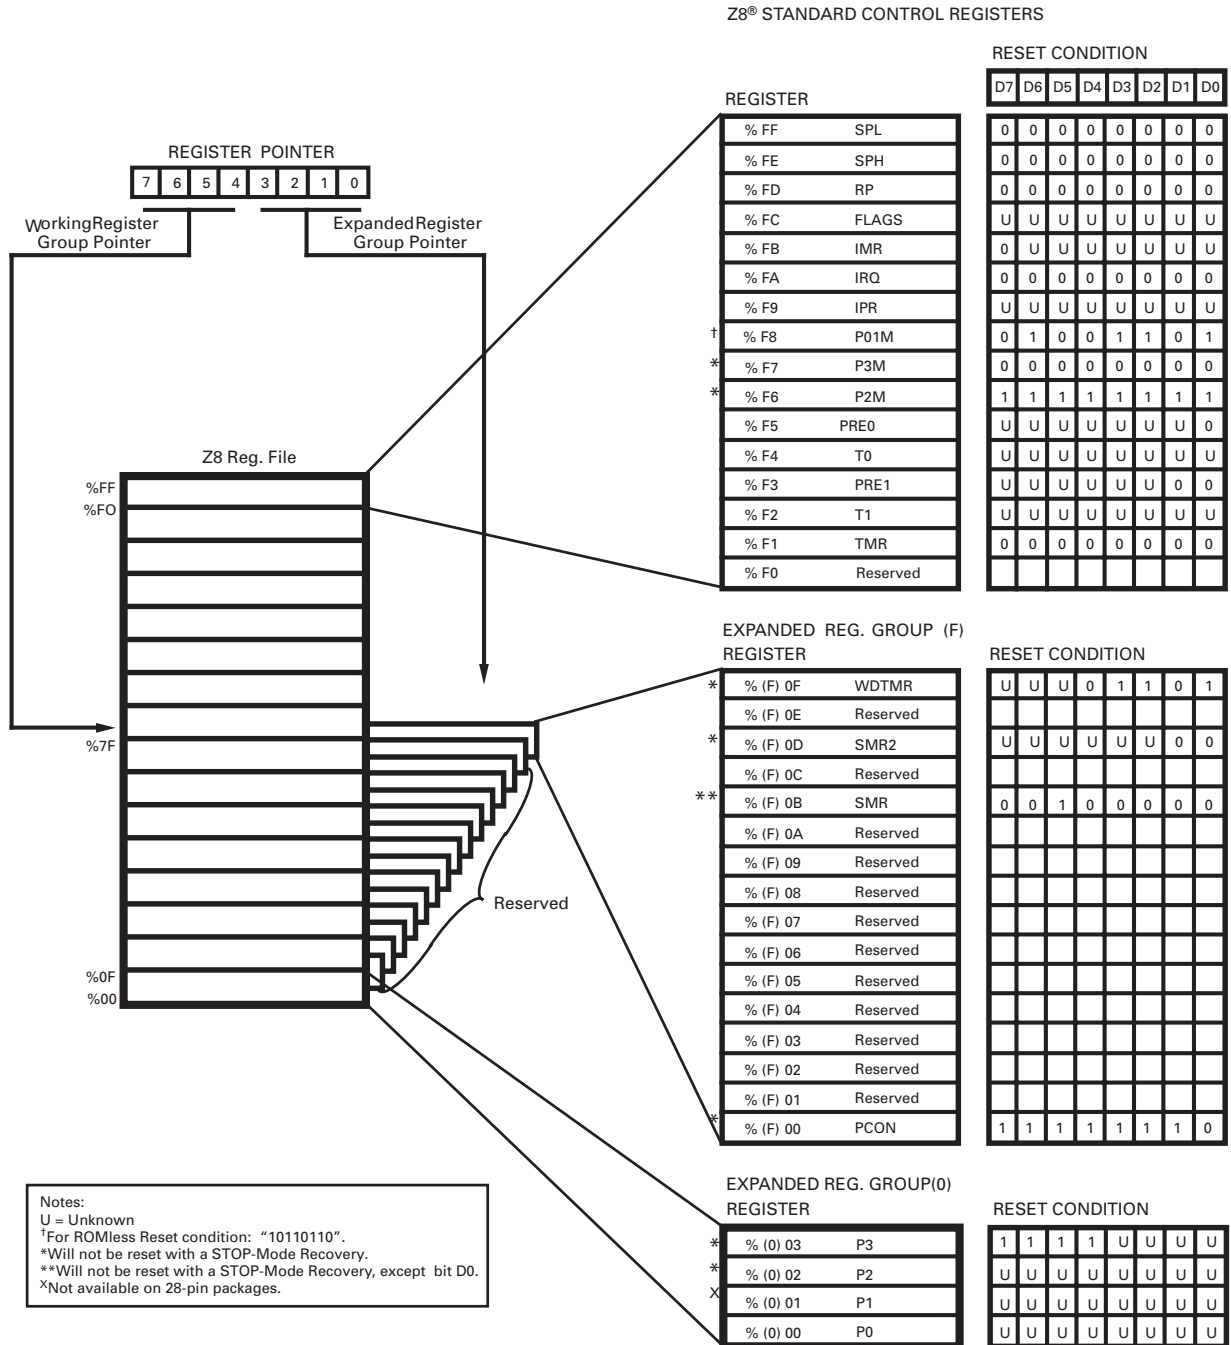 Z8® STANDARD CONTROL REGISTERS
RESET CONDITION
D7 D6 D5 D4 D3 D2 D1 D0
REGISTER
% FF SPL 0 0 0 0 0 0 0 0
% FE SPH 0 0 0 0 0 0 0 0
% FD RP 0 0 0 0 0 0 0 0
% FC FLAGS U U U U U U U U
% FB IMR 0 U U U U U U U
% FA IRQ 0 0 0 0 0 0 0 0
% F9 IPR U U U U U U U U
† % F8 P01M 0 1 0 0 1 1 0 1
* % F7 P3M 0 0 0 0 0 0 0 0
* % F6 P2M 1 1 1 1 1 1 1 1
% F5 PRE0 U U U U U U U 0
% F4 T0 U U U U U U U U
% F3 PRE1 U U U U U U 0 0
% F2 T1 U U U U U U U U
% F1 TMR 0 0 0 0 0 0 0 0
% F0 Reserved
REGISTER POINTER
7 6 5 4 3 2 1 0
Working Register
Group Pointer
Expanded Register
Group Pointer
Z8 Reg. File
%FF
%FO
%7F
%0F
%00
Reserved
EXPANDED REG. GROUP (F)
REGISTER
RESET CONDITION
* % (F) 0F WDTMR U U U 0 1 1 0 1
% (F) 0E Reserved
* % (F) 0D SMR2 U U U U U U 0 0
% (F) 0C Reserved
** % (F) 0B SMR 0 0 1 0 0 0 0 0
% (F) 0A Reserved
% (F) 09 Reserved
% (F) 08 Reserved
% (F) 07 Reserved
% (F) 06 Reserved
% (F) 05 Reserved
% (F) 04 Reserved
% (F) 03 Reserved
% (F) 02 Reserved
% (F) 01 Reserved
* % (F) 00 PCON 1 1 1 1 1 1 1 0
EXPANDED REG. GROUP(0)
REGISTER
RESET CONDITION
* % (0) 03 P3 1 1 1 1 U U U U
* % (0) 02 P2 U U U U U U U U
X % (0) 01 P1 U U U U U U U U
% (0) 00 P0 U U U U U U U U
Notes:
U = Unknown
†For ROMless Reset condition: “10110110”.
*Will not be reset with a STOP-Mode Recovery.
**Will not be reset with a STOP-Mode Recovery, except bit D0.
XNot available on 28-pin packages.